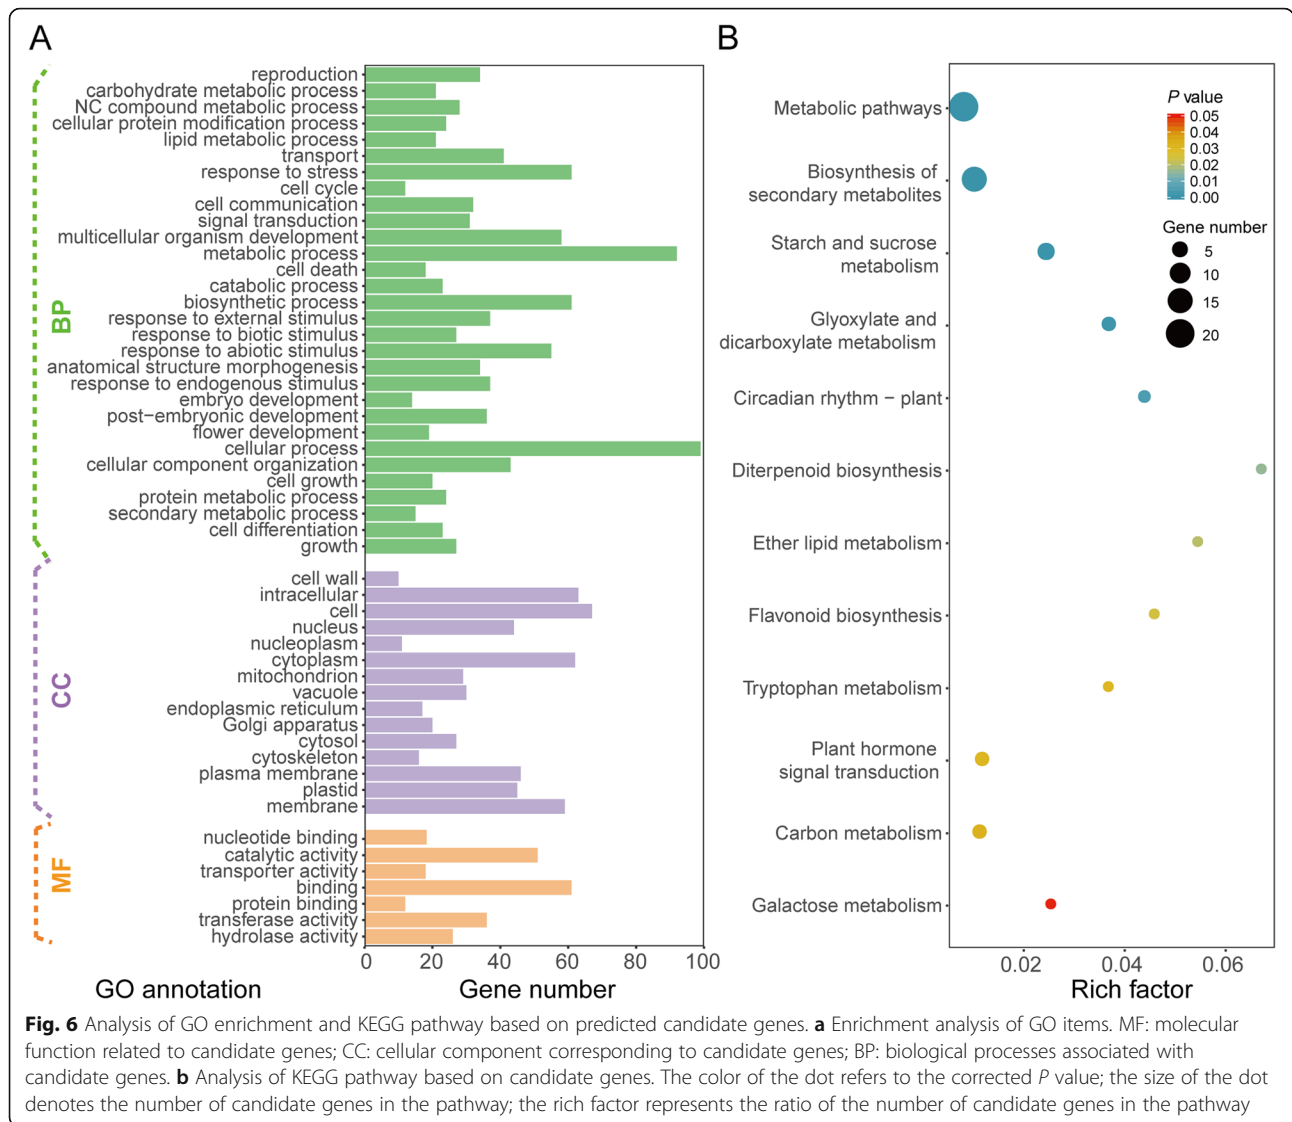 A
BP
reproduction
carbohydrate metabolic process
NC compound metabolic process
cellular protein modification process
lipid metabolic process
transport
response to stress
cell cycle
cell communication
signal transduction
multicellular organism development
metabolic process
cell death
catabolic process
biosynthetic process
response to external stimulus
response to biotic stimulus
response to abiotic stimulus
anatomical structure morphogenesis
response to endogenous stimulus
embryo development
post−embryonic development
flower development
cellular process
cellular component organization
cell growth
protein metabolic process
secondary metabolic process
cell differentiation
growth
CC
cell wall
intracellular
cell
nucleus
nucleoplasm
cytoplasm
mitochondrion
vacuole
endoplasmic reticulum
Golgi apparatus
cytosol
cytoskeleton
plasma membrane
plastid
membrane
MF
nucleotide binding
catalytic activity
transporter activity
binding
protein binding
transferase activity
hydrolase activity
0 20 40 60 80 100
GO annotation
Gene number
B
Metabolic pathways
Biosynthesis of
secondary metabolites
Starch and sucrose
metabolism
Glyoxylate and
dicarboxylate metabolism
Circadian rhythm − plant
Diterpenoid biosynthesis
Ether lipid metabolism
Flavonoid biosynthesis
Tryptophan metabolism
Plant hormone
signal transduction
Carbon metabolism
Galactose metabolism
P value
0.05
0.04
0.03
0.02
0.01
0.00
Gene number
5
10
15
20
0.02 0.04 0.06
Rich factor
Fig. 6 Analysis of GO enrichment and KEGG pathway based on predicted candidate genes. a Enrichment analysis of GO items. MF: molecular
function related to candidate genes; CC: cellular component corresponding to candidate genes; BP: biological processes associated with
candidate genes. b Analysis of KEGG pathway based on candidate genes. The color of the dot refers to the corrected P value; the size of the dot
denotes the number of candidate genes in the pathway; the rich factor represents the ratio of the number of candidate genes in the pathway